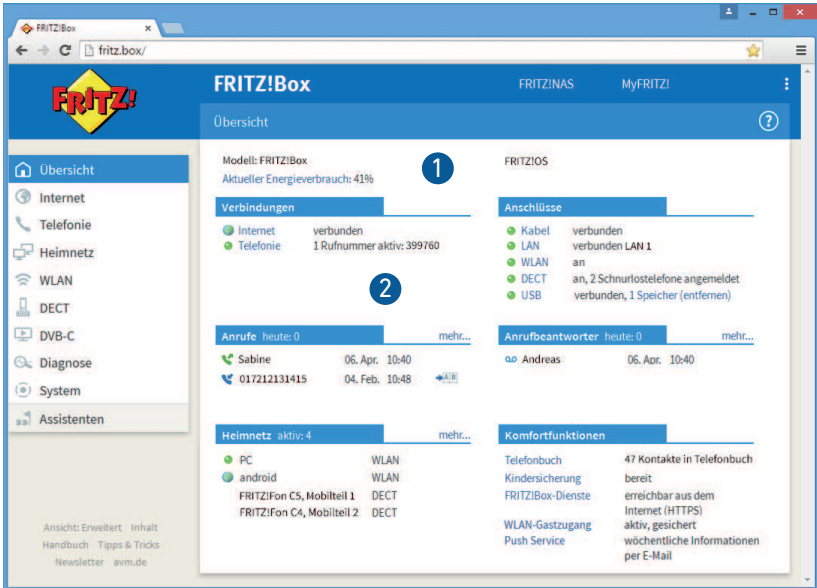 FRITZ!Box
fritz.box/
FRITZ!
FRITZ!Box
FRITZ!NAS
MyFRITZ!
Übersicht
?
Übersicht
Internet
Telefonie
Heimnetz
WLAN
DECT
DVB-C
Diagnose
System
Assistenten
Ansicht: Erweitert Inhalt
Handbuch Tipps & Tricks
Newsletter avm.de
Modell: FRITZ!Box
Aktueller Energieverbrauch: 41%
1
FRITZ!OS
Verbindungen
Internet verbunden
Telefonie 1 Rufnummer aktiv: 399760
2
Anschlüsse
Kabel verbunden
LAN verbunden LAN 1
WLAN an
DECT an, 2 Schnurlostelefone angemeldet
USB verbunden, 1 Speicher (entfernen)
Anrufe heute: 0 mehr...
Sabine 06. Apr. 10:40
017212131415 04. Feb. 10:48 A B
Anrufbeantworter heute: 0 mehr...
Andreas 06. Apr. 10:40
Heimnetz aktiv: 4 mehr...
PC WLAN
android WLAN
FRITZ!Fon C5, Mobilteil 1 DECT
FRITZ!Fon C4, Mobilteil 2 DECT
Komfortfunktionen
Telefonbuch 47 Kontakte in Telefonbuch
Kindersicherung bereit
FRITZ!Box-Dienste erreichbar aus dem
Internet (HTTPS)
WLAN-Gastzugang aktiv, gesichert
Push Service wöchentliche Informationen
per E-Mail